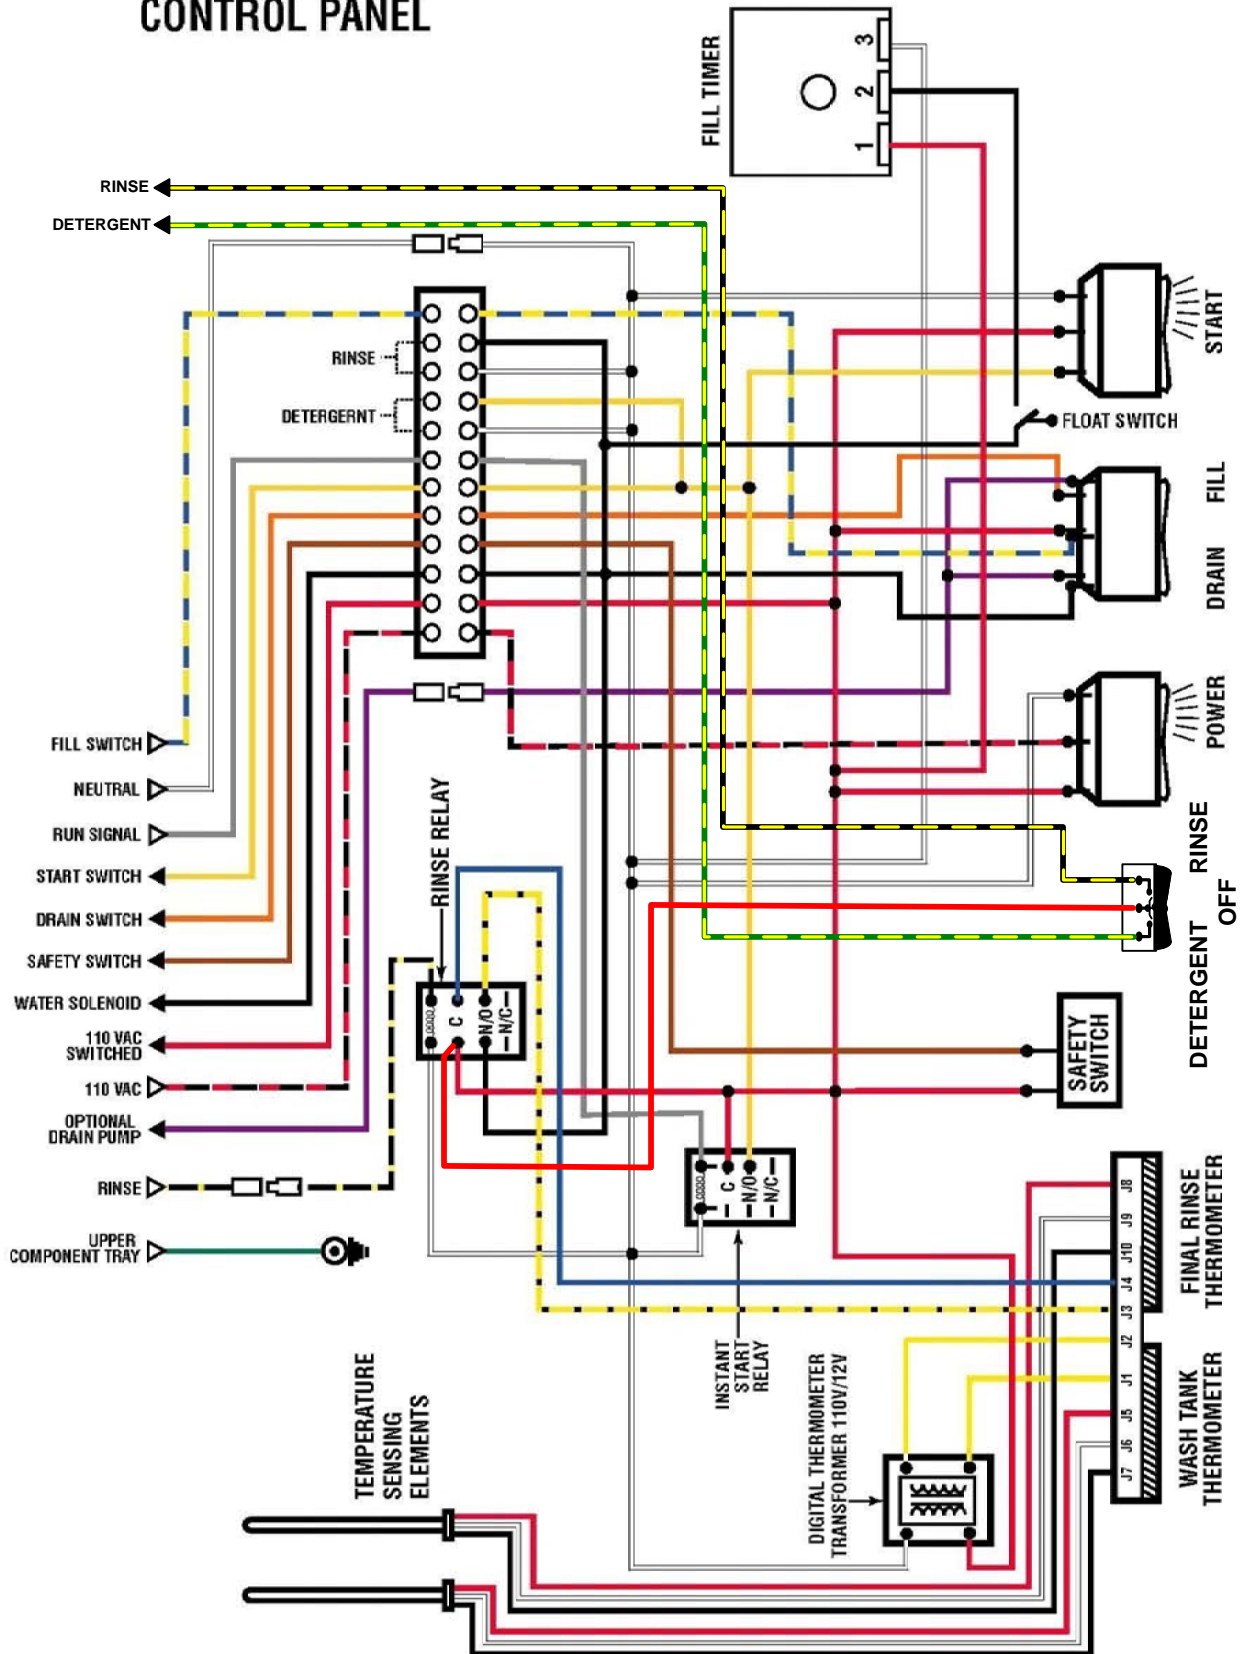 CONTROL PANEL
FILL TIMER
3
2
1
RINSE
DETERGENT
RINSE
DETERGERNT
START
FLOAT SWITCH
FILL
DRAIN
POWER
FILL SWITCH
NEUTRAL
RUN SIGNAL
START SWITCH
DRAIN SWITCH
SAFETY SWITCH
WATER SOLENOID
110 VAC
SWITCHED
110 VAC
OPTIONAL
DRAIN PUMP
RINSE
UPPER
COMPONENT TRAY
RINSE RELAY
C
N/O
N/C
RINSE
OFF
DETERGENT
SAFETY
SWITCH
C
N/O
N/C
INSTANT
START
RELAY
J8
J9
J10
J4
J3
J2
J1
J5
J6
J7
FINAL RINSE
THERMOMETER
WASH TANK
THERMOMETER
TEMPERATURE
SENSING
ELEMENTS
DIGITAL THERMOMETER
TRANSFORMER 110V/12V